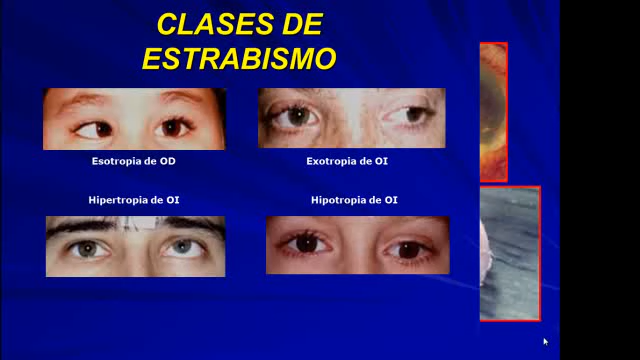 CLASES DE
ESTRABISMO
Esotropia de OD
Exotropia de OI
Hipertropia de OI
Hipotropia de OI